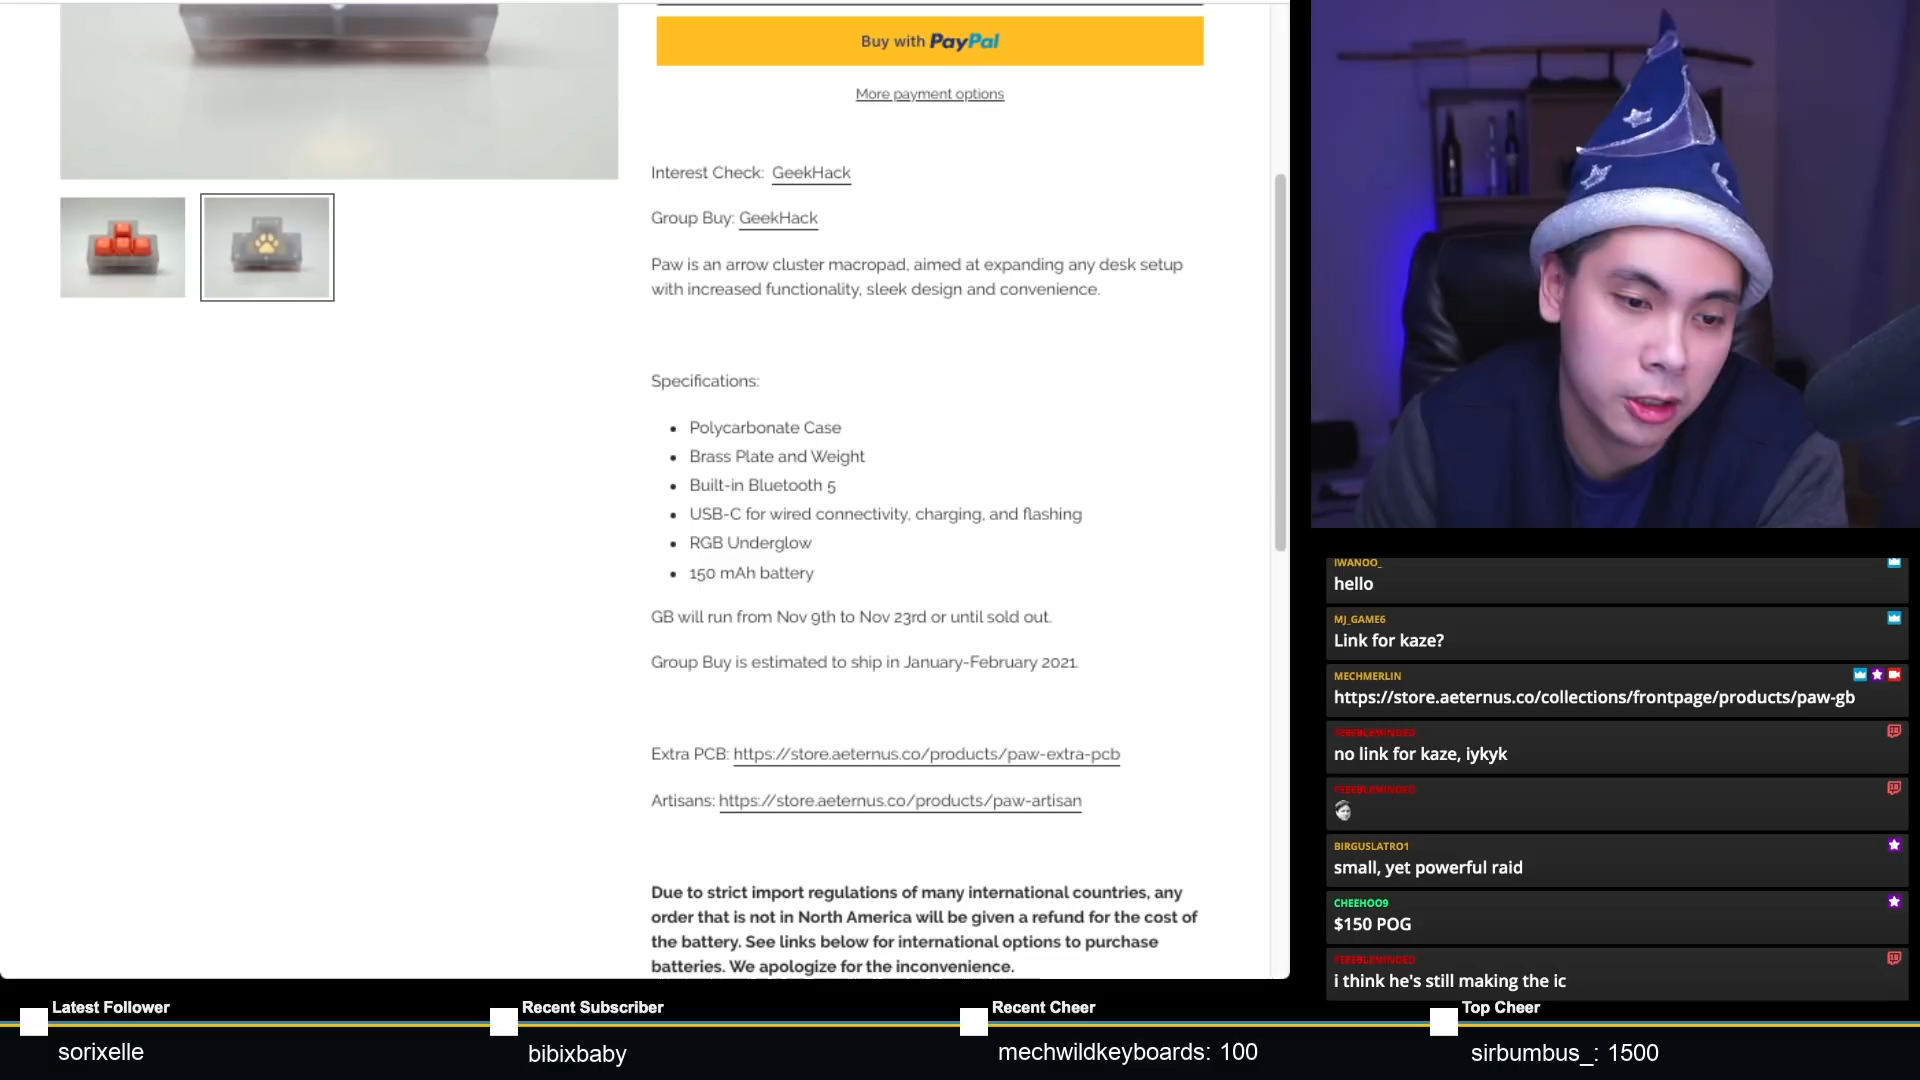 Buy with PayPal
More payment options
Interest Check: GeekHack
Group Buy: GeekHack
Paw is an arrow cluster macropad, aimed at expanding any desk setup
with increased functionality, sleek design and convenience.
Specifications:
Polycarbonate Case
Brass Plate and Weight
Built-in Bluetooth 5
USB-C for wired connectivity, charging, and flashing
RGB Underglow
150 mAh battery
GB will run from Nov 9th to Nov 23rd or until sold out.
Group Buy is estimated to ship in January-February 2021.
Extra PCB: https://store.aeternus.co/products/paw-extra-pcb
Artisans: https://store.aeternus.co/products/paw-artisan
Due to strict import regulations of many international countries, any
order that is not in North America will be given a refund for the cost of
the battery. See links below for international options to purchase
batteries. We apologize for the inconvenience.
IWANOO_
hello
MJ_GAME6
Link for kaze?
MECHMERLIN
https://store.aeternus.co/collections/frontpage/products/paw-gb
no link for kaze, iykyk
BIRGUSLATRO1
small, yet powerful raid
CHEEHOO9
$150 POG
i think he's still making the ic
Latest Follower
sorixelle
Recent Subscriber
bibixbaby
Recent Cheer
mechwildkeyboards: 100
Top Cheer
sirbumbus_: 1500